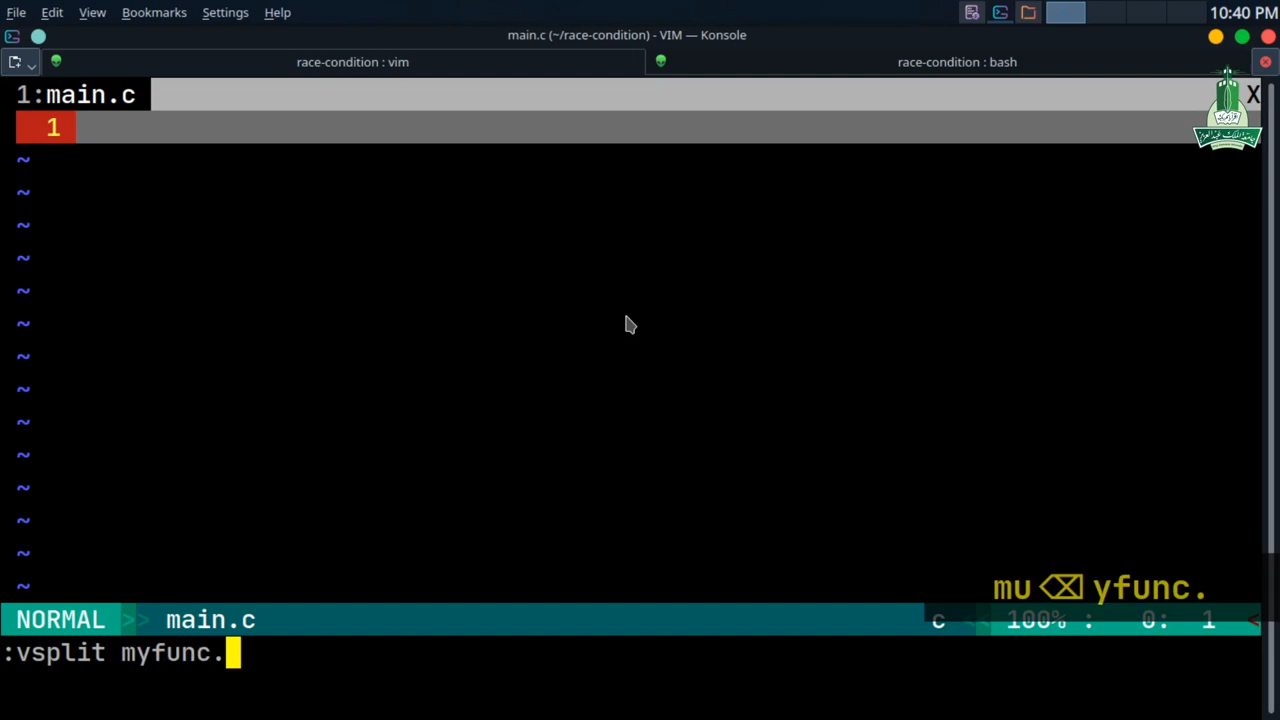 File Edit View Bookmarks Settings Help 10:40 PM
main.c (~/race-condition) - VIM — Konsole
race-condition : vim race-condition : bash
1:main.c X
1
~
~
~
~
~
~
~
~
~
~
~
~
~
~
mu⌫yfunc.
NORMAL >> main.c c << 100% : 0: 1 <
:vsplit myfunc.